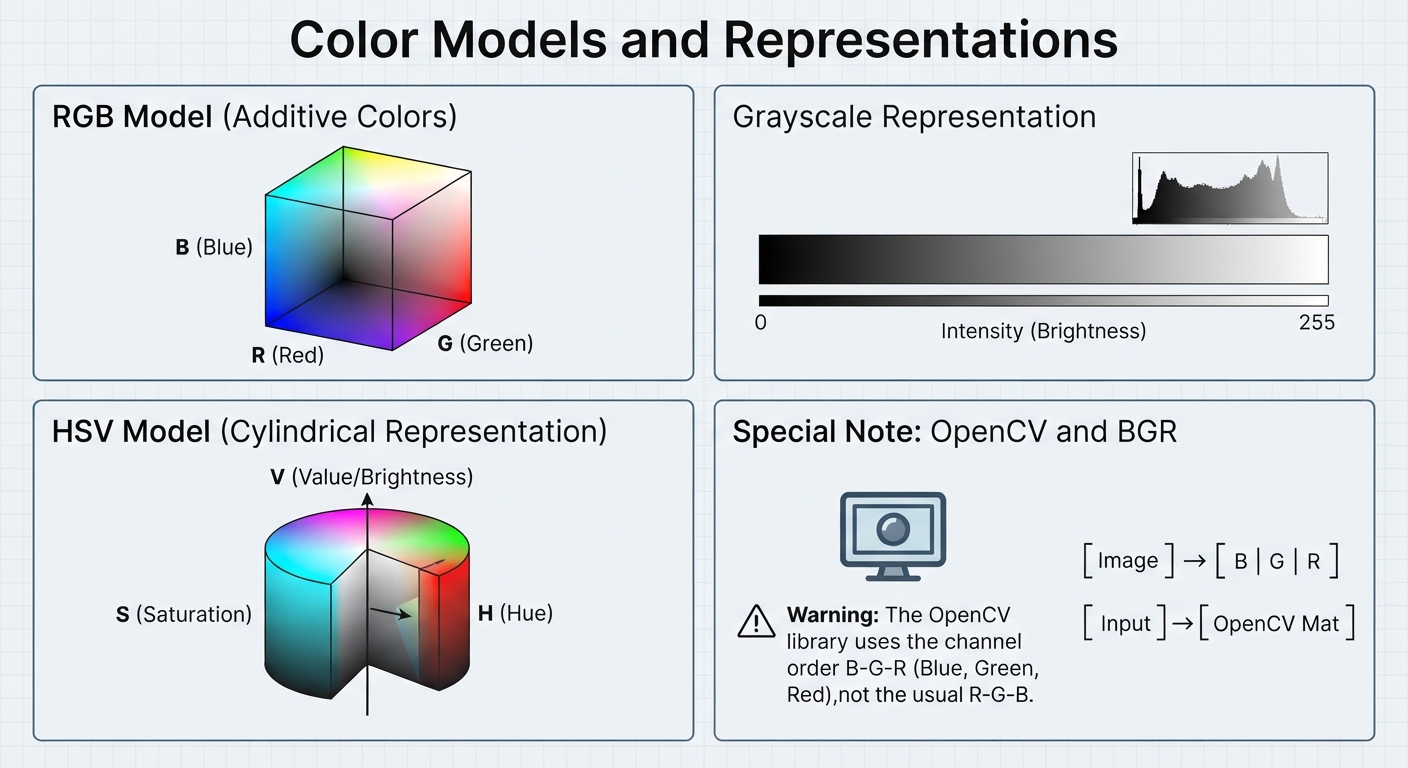 Color Models and Representations
RGB Model (Additive Colors)
B (Blue)
G (Green)
R (Red)
Grayscale Representation
0
255
Intensity (Brightness)
HSV Model (Cylindrical Representation)
V (Value/Brightness)
S (Saturation)
H (Hue)
Special Note: OpenCV and BGR
[ Image ] → [ B | G | R ]
[ Input ] → [ OpenCV Mat ]
Warning: The OpenCV
library uses the channel
order B-G-R (Blue, Green,
Red),not the usual R-G-B.